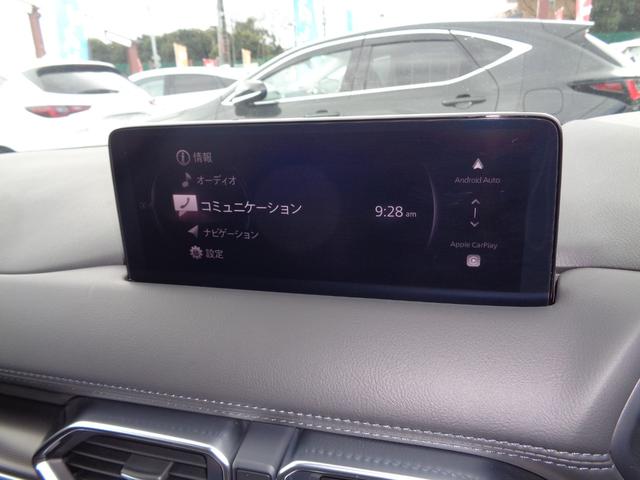 情報
オーディオ
コミュニケーション
ナビゲーション
設定
9:28 am
Android Auto
Apple CarPlay